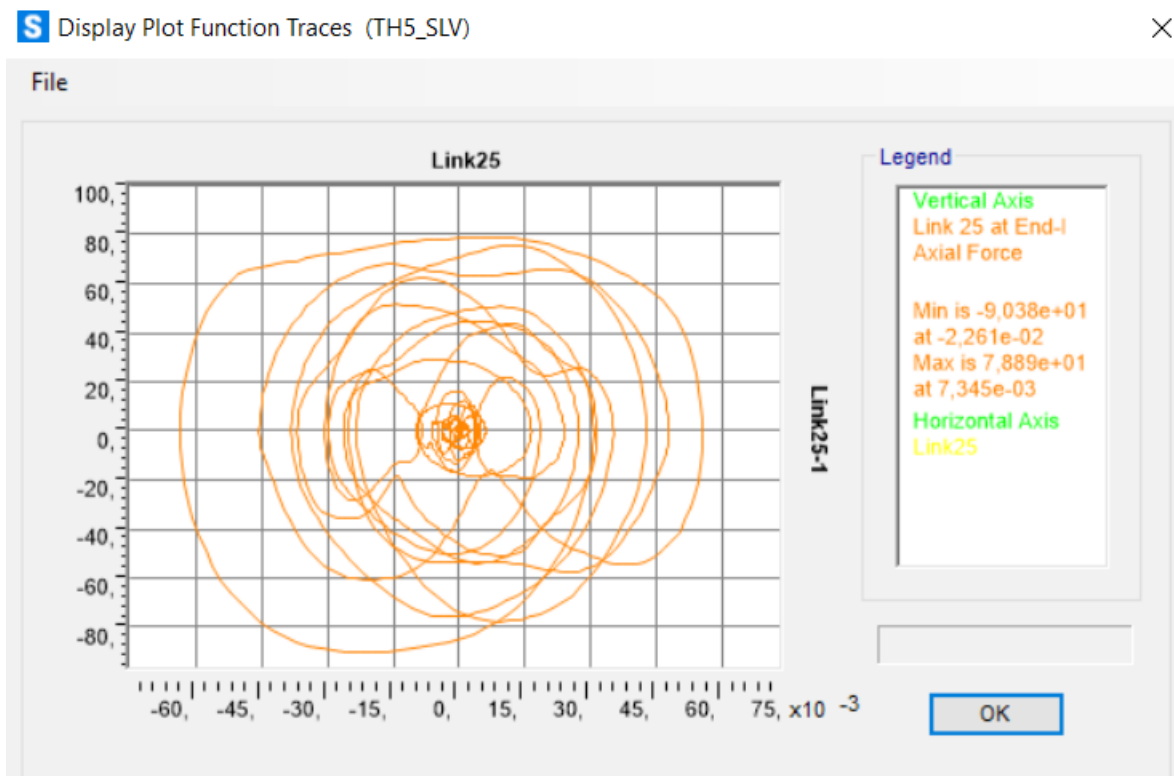 S Display Plot Function Traces (TH5_SLV)
File
Link25
100,
80,
60,
40,
20,
0,
-20,
-40,
-60,
-80,
-60, -45, -30, -15, 0, 15, 30, 45, 60, 75, x10 -3
Link25-1
Legend
Vertical Axis
Link 25 at End-I
Axial Force
Min is -9,038e+01
at -2,261e-02
Max is 7,889e+01
at 7,345e-03
Horizontal Axis
Link25
OK